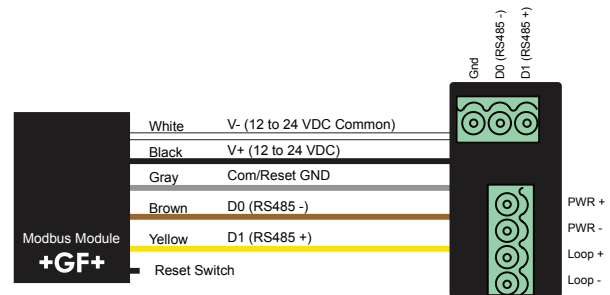 Gnd
D0 (RS485 -)
D1 (RS485 +)
White V- (12 to 24 VDC Common)
Black V+ (12 to 24 VDC)
Gray Com/Reset GND
Brown D0 (RS485 -)
Yellow D1 (RS485 +)
Reset Switch
Modbus Module
+GF+
PWR +
PWR -
Loop +
Loop -